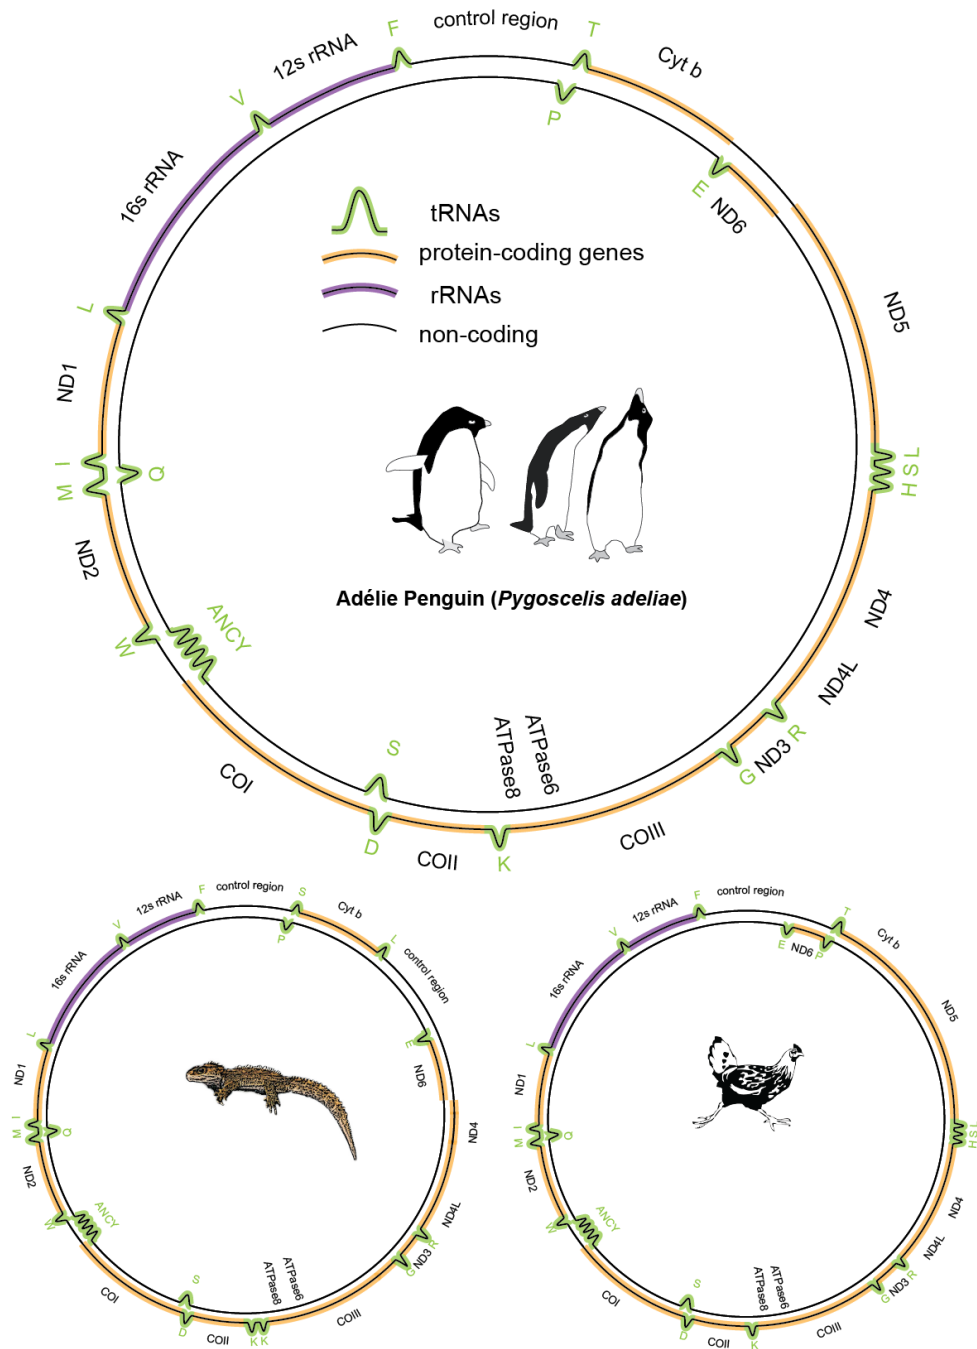 control region
F
T
12s rRNA
Cyt b
V
P
16s rRNA
E
ND6
tRNAs
protein-coding genes
rRNAs
non-coding
L
ND5
ND1
I
M
Q
L
S
H
ND2
Adélie Penguin (Pygoscelis adeliae)
ANCY
W
ND4
ND4L
R
ND3
G
S
ATPase8
ATPase6
COI
D
COII
K
COIII
F
control region
S
12s rRNA
Cyt b
V
P
L
16s rRNA
control region
L
E
ND1
ND6
I
M
Q
ND4
ND2
ANCY
W
ND4L
R
ND3
G
S
ATPase8
ATPase6
COI
D
COII
K
K
COIII
F
control region
T
12s rRNA
E
ND6
P
Cyt b
V
16s rRNA
ND5
L
ND1
I
M
Q
L
S
H
ND2
ANCY
W
ND4
ND4L
R
ND3
G
S
ATPase8
ATPase6
COI
D
COII
K
COIII